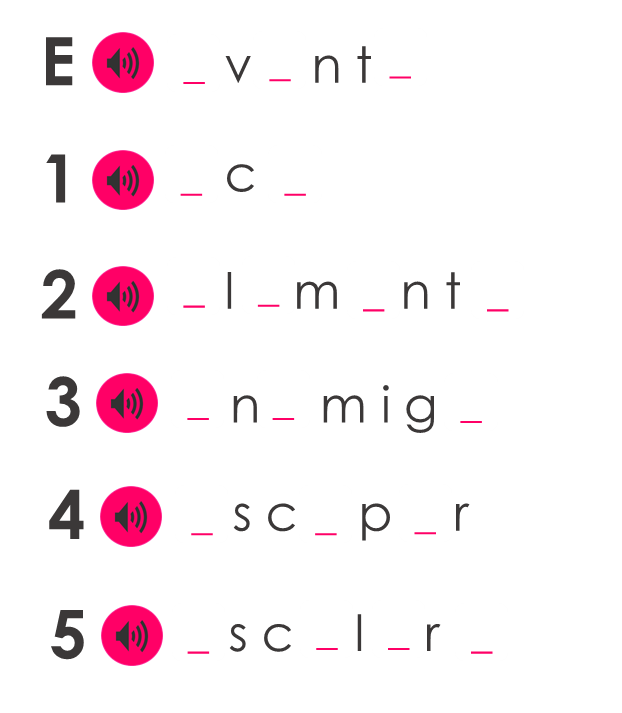 E _ v _ n t _
1 _ c _
2 _ l _ m _ n t _
3 _ n _ m i g _
4 _ s c _ p _ r
5 _ s c _ l _ r _